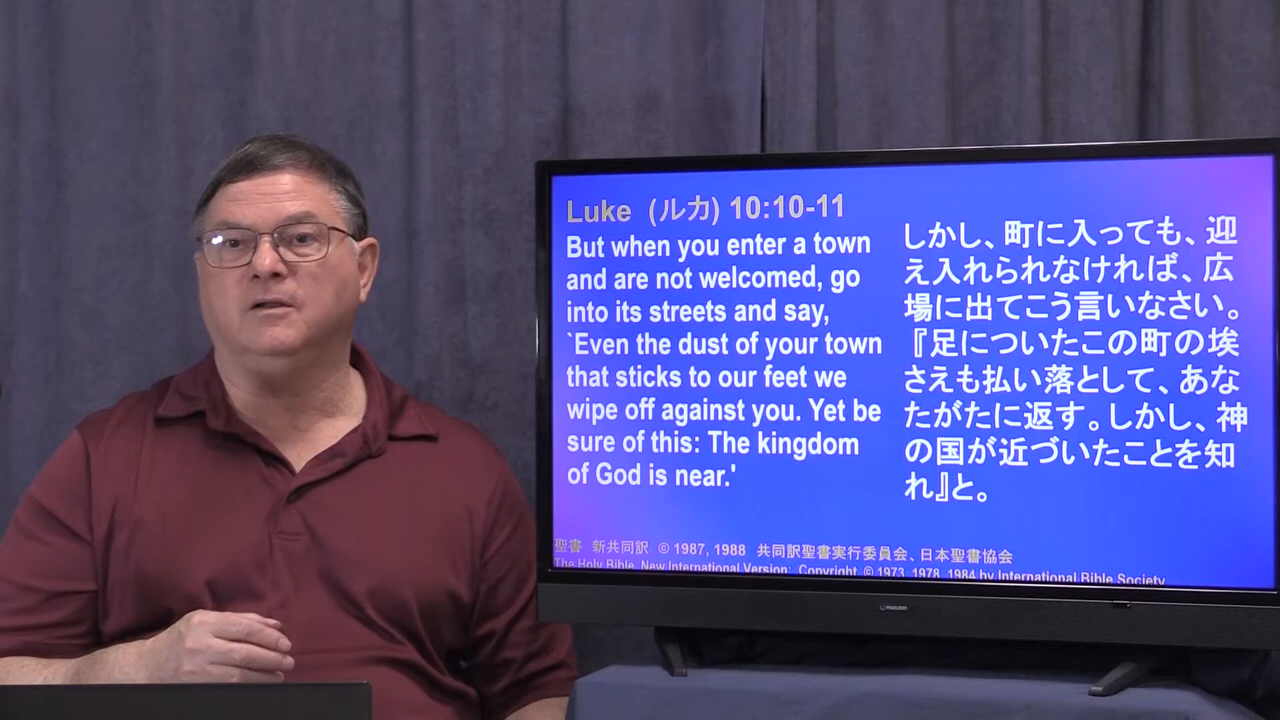 Luke (ルカ) 10:10-11
But when you enter a town
and are not welcomed, go
into its streets and say,
`Even the dust of your town
that sticks to our feet we
wipe off against you. Yet be
sure of this: The kingdom
of God is near.'
しかし、町に入っても、迎
え入れられなければ、広
場に出てこう言いなさい。
『足についたこの町の埃
さえも払い落として、あな
たがたに返す。しかし、神
の国が近づいたことを知
れ』と。
聖書 新共同訳 © 1987, 1988 共同訳聖書実行委員会、日本聖書協会
The Holy Bible, New International Version; Copyright © 1973, 1978, 1984 by International Bible Society